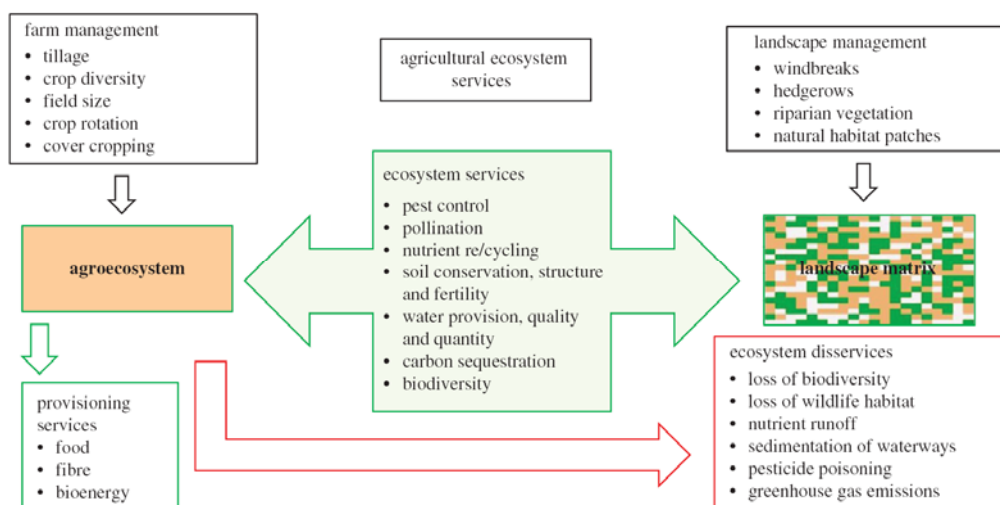 farm management
• tillage
• crop diversity
• field size
• crop rotation
• cover cropping
agricultural ecosystem
services
landscape management
• windbreaks
• hedgerows
• riparian vegetation
• natural habitat patches
agroecosystem
ecosystem services
• pest control
• pollination
• nutrient re/cycling
• soil conservation, structure
and fertility
• water provision, quality
and quantity
• carbon sequestration
• biodiversity
landscape matrix
provisioning
services
• food
• fibre
• bioenergy
ecosystem disservices
• loss of biodiversity
• loss of wildlife habitat
• nutrient runoff
• sedimentation of waterways
• pesticide poisoning
• greenhouse gas emissions